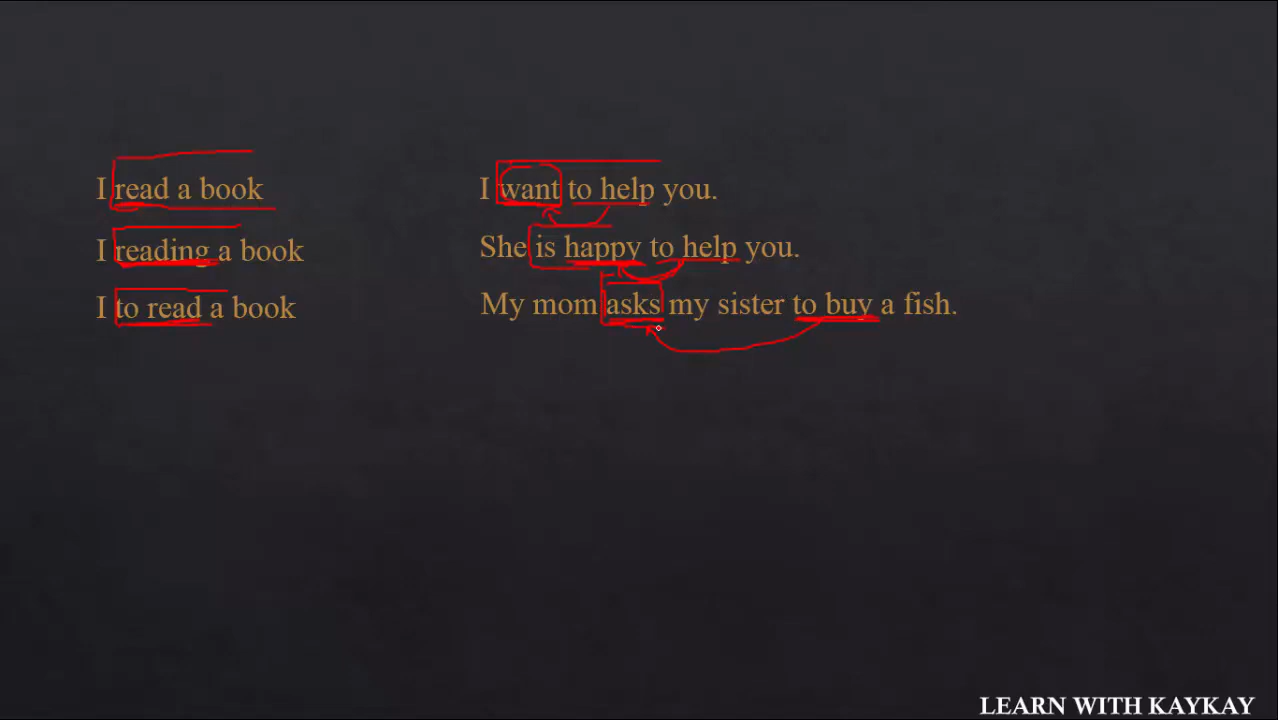 I read a book
I reading a book
I to read a book
I want to help you.
She is happy to help you.
My mom asks my sister to buy a fish.
LEARN WITH KAYKAY